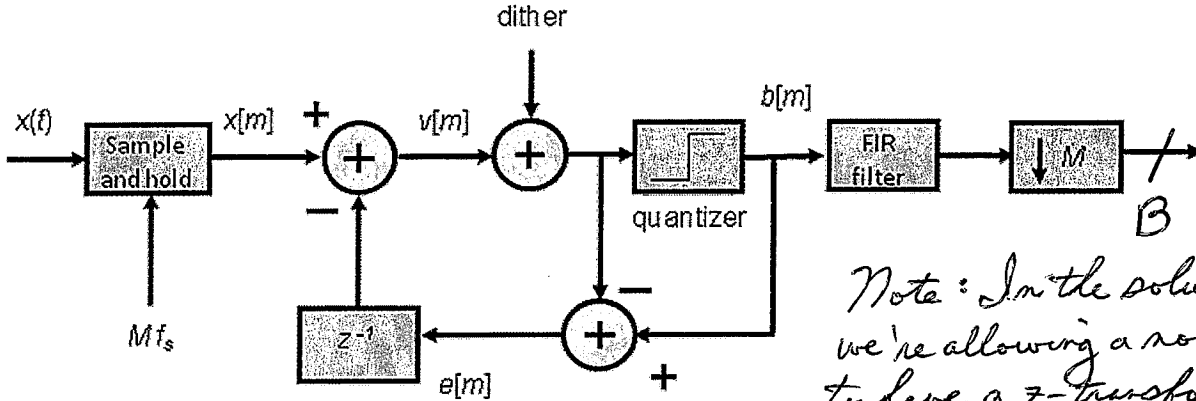 dither
x(t)
x[m]
+
v[m]
b[m]
Sample
and hold
+
+
FIR
filter
↓ M
−
quantizer
B
−
Mfs
z⁻¹
+
e[m]
+
Note: In the solu
we're allowing a no
to have a z-transfo